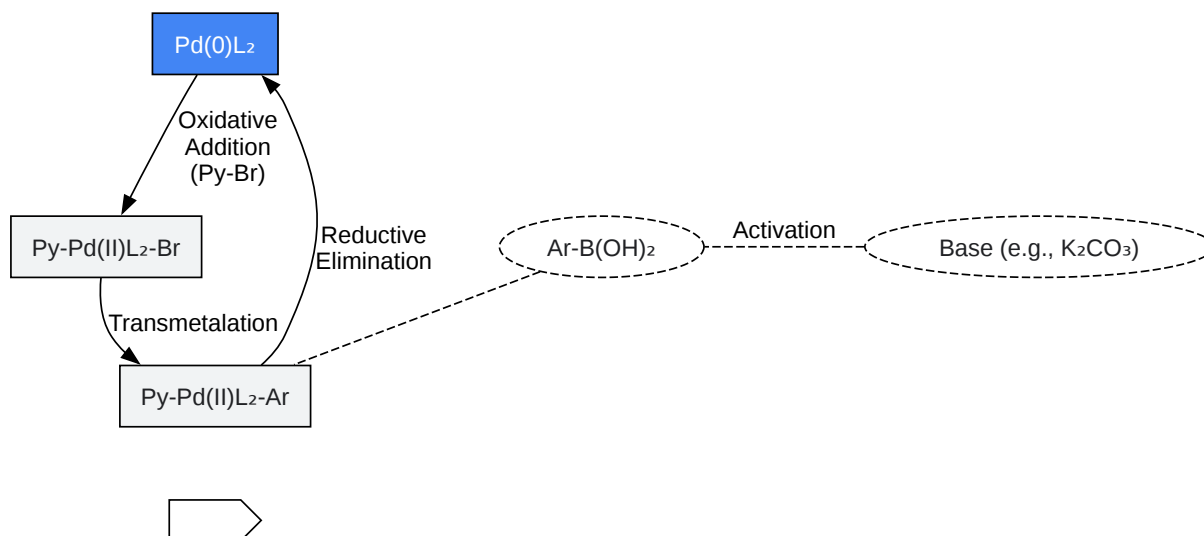 Pd(0)L₂
Oxidative
Addition
(Py-Br)
Py-Pd(II)L₂-Br
Reductive
Elimination
Ar-B(OH)₂
Activation
Base (e.g., K₂CO₃)
Transmetalation
Py-Pd(II)L₂-Ar